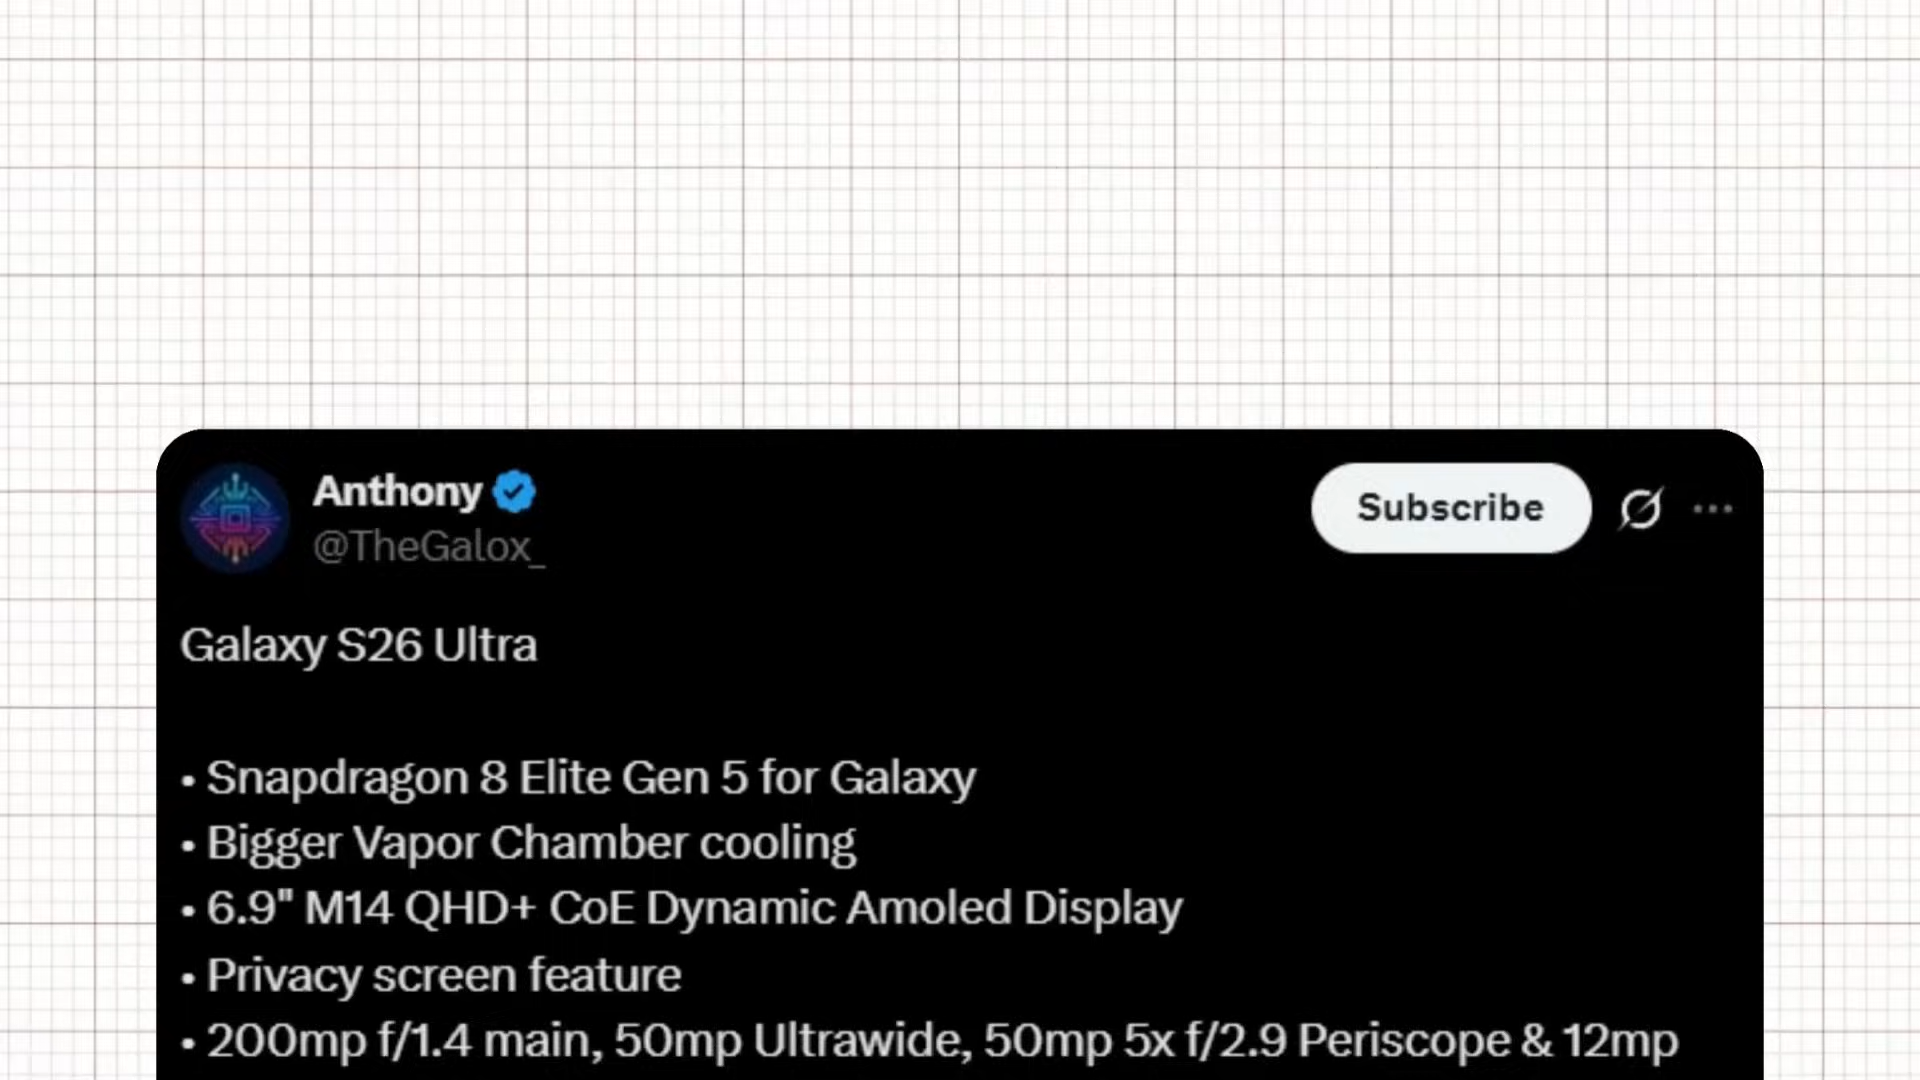 Anthony
Subscribe
@TheGalox_
Galaxy S26 Ultra
• Snapdragon 8 Elite Gen 5 for Galaxy
• Bigger Vapor Chamber cooling
• 6.9" M14 QHD+ CoE Dynamic Amoled Display
• Privacy screen feature
• 200mp f/1.4 main, 50mp Ultrawide, 50mp 5x f/2.9 Periscope & 12mp